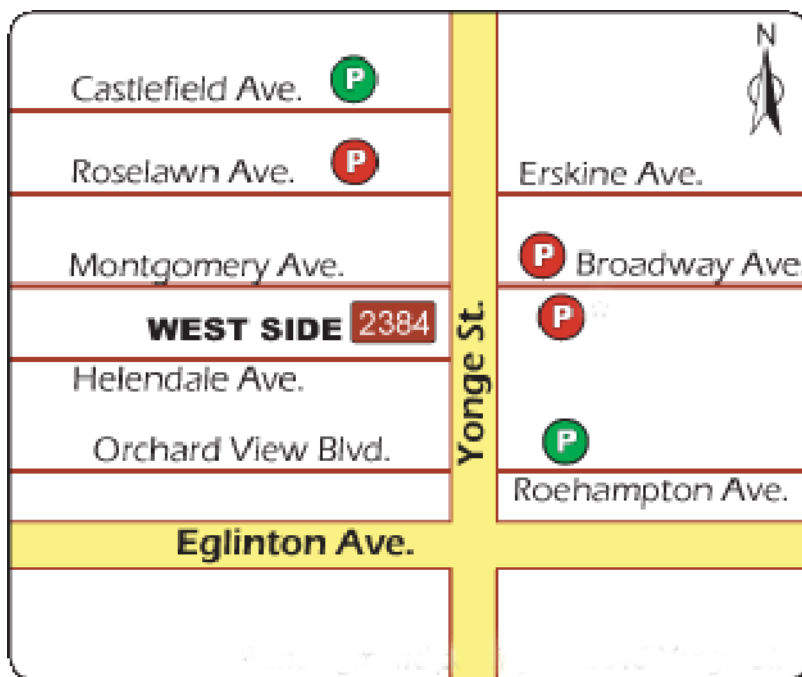 N
Castlefield Ave. P
Roselawn Ave. P
Erskine Ave.
Montgomery Ave.
P Broadway Ave.
WEST SIDE 2384
P
Helendale Ave.
Yonge St.
Orchard View Blvd.
P
Roehampton Ave.
Eglinton Ave.